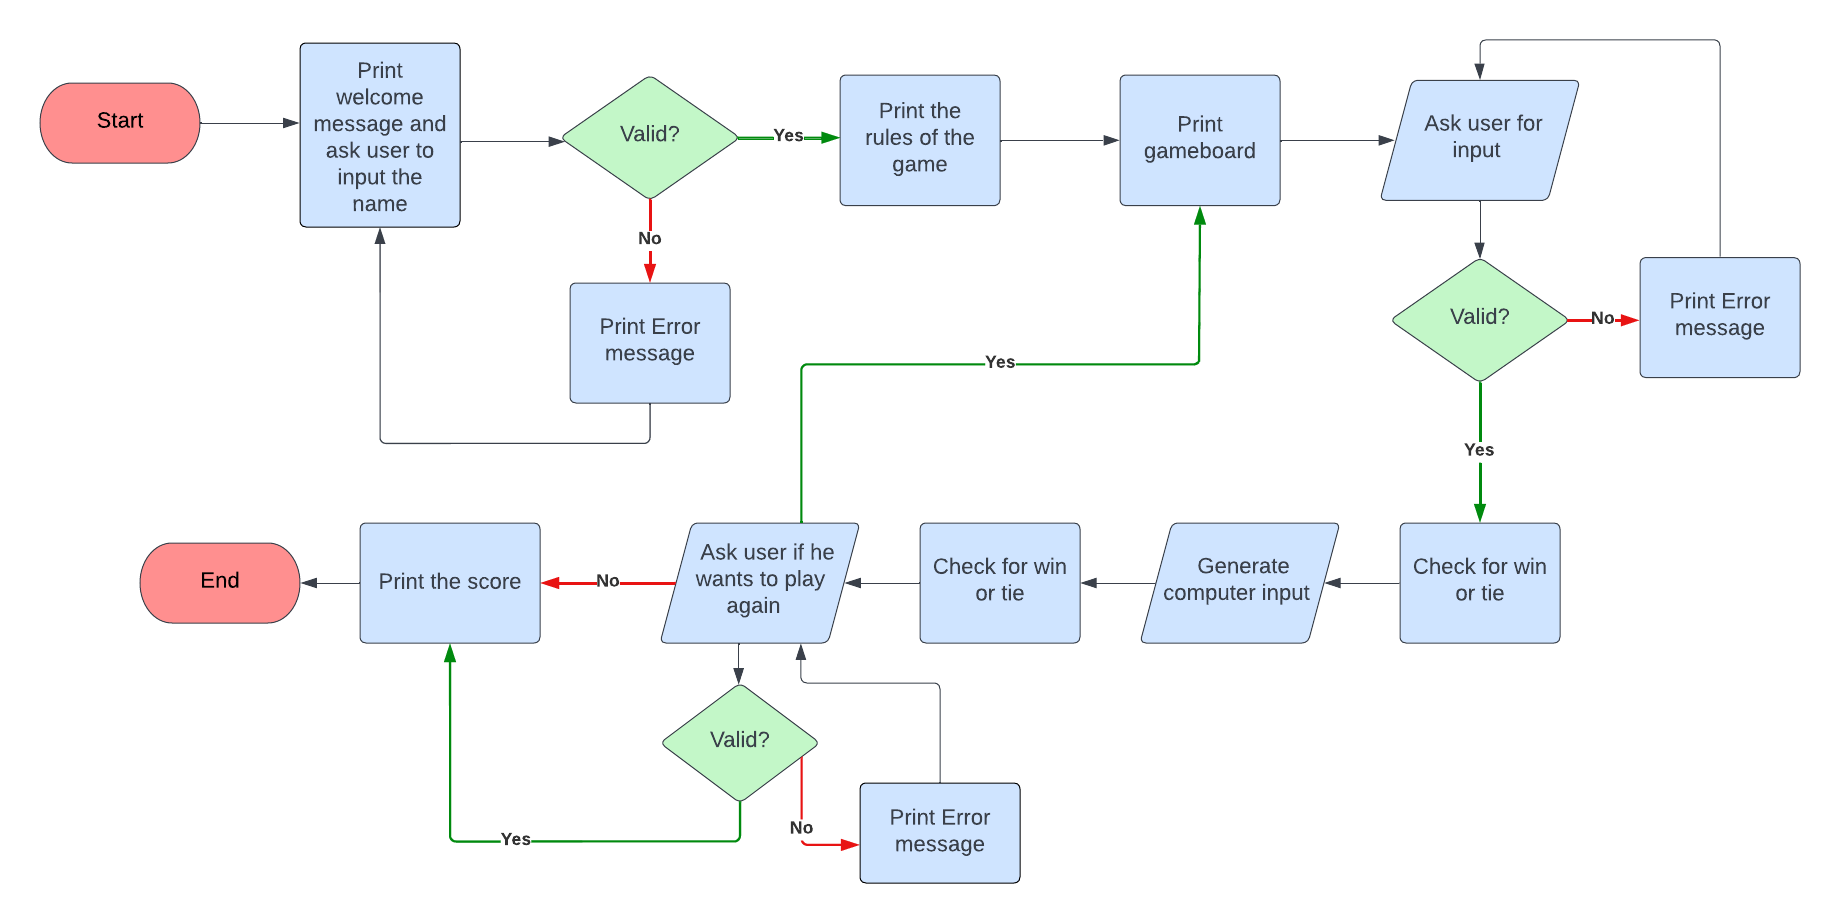 Start
Print
welcome
message and
ask user to
input the
name
Valid?
Yes
No
Print Error
message
Print the
rules of the
game
Print
gameboard
Ask user for
input
Valid?
No
Print Error
message
Yes
Yes
Check for win
or tie
Generate
computer input
Check for win
or tie
Ask user if he
wants to play
again
No
Print the score
End
Valid?
Yes
No
Print Error
message